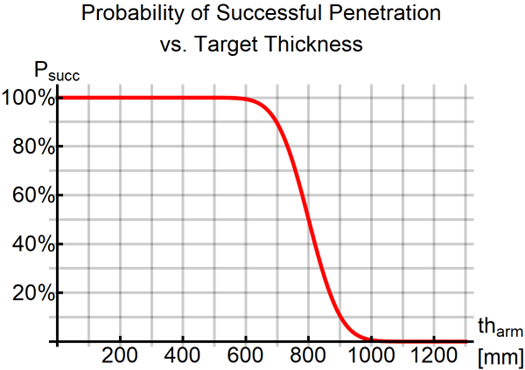 Probability of Successful Penetration
vs. Target Thickness
P_succ
100%
80%
60%
40%
20%
200 400 600 800 1000 1200
th_arm
[mm]